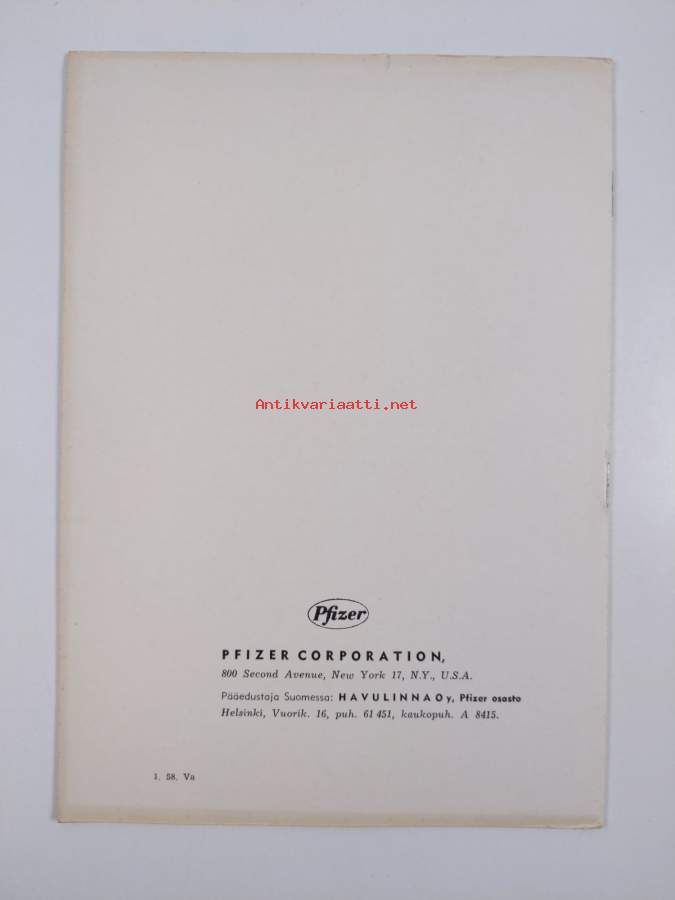 Antikvariaatti.net
Pfizer
PFIZER CORPORATION,
800 Second Avenue, New York 17, N.Y., U.S.A.
Pääedustaja Suomessa: HAVULINNA Oy, Pfizer osasto
Helsinki, Vuorik. 16, puh. 61 451, kaukopuh. A 8415.
1. 58. Va